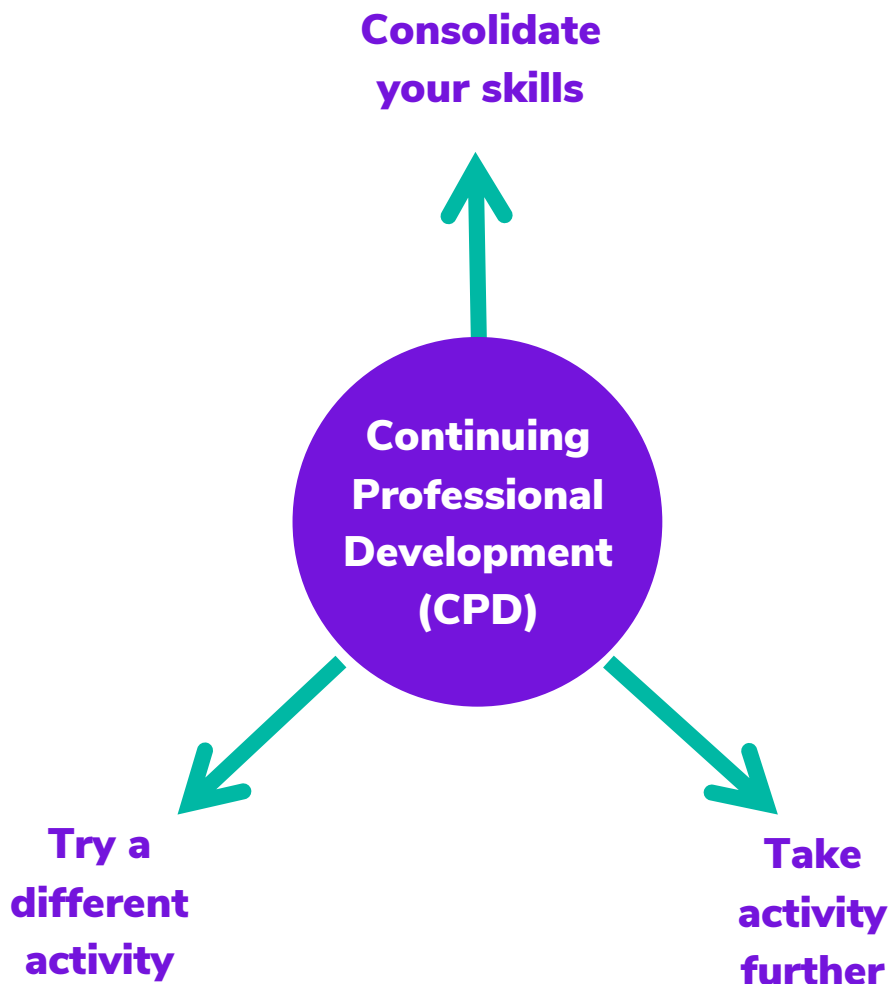 Consolidate
your skills
Continuing
Professional
Development
(CPD)
Try a
different
activity
Take
activity
further